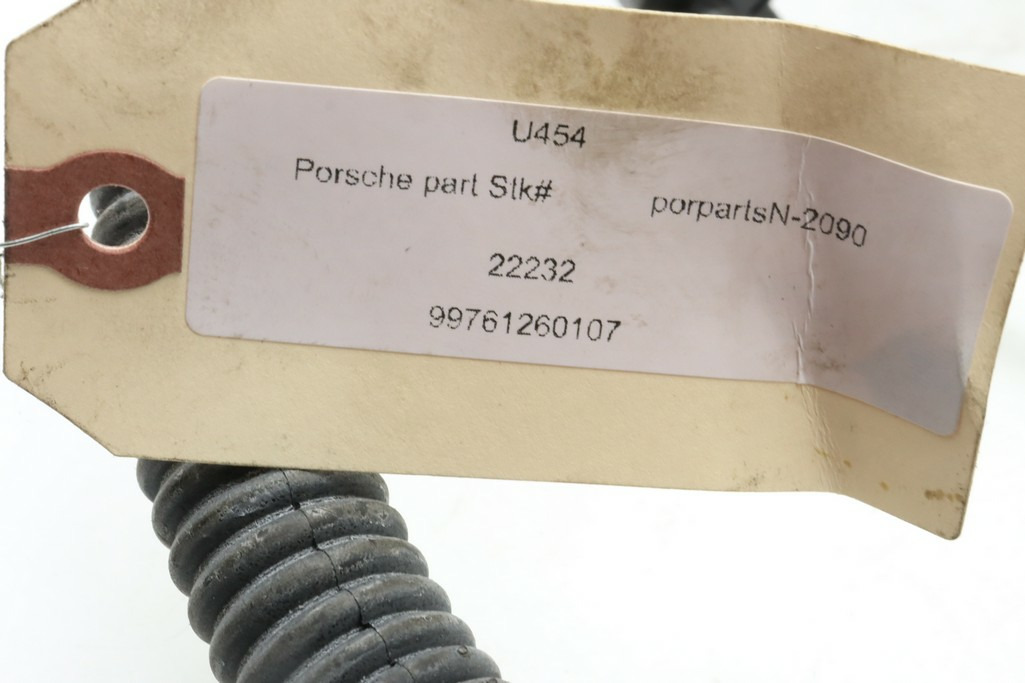 U454
Porsche part Stk# porpartsN-2090
22232
99761260107